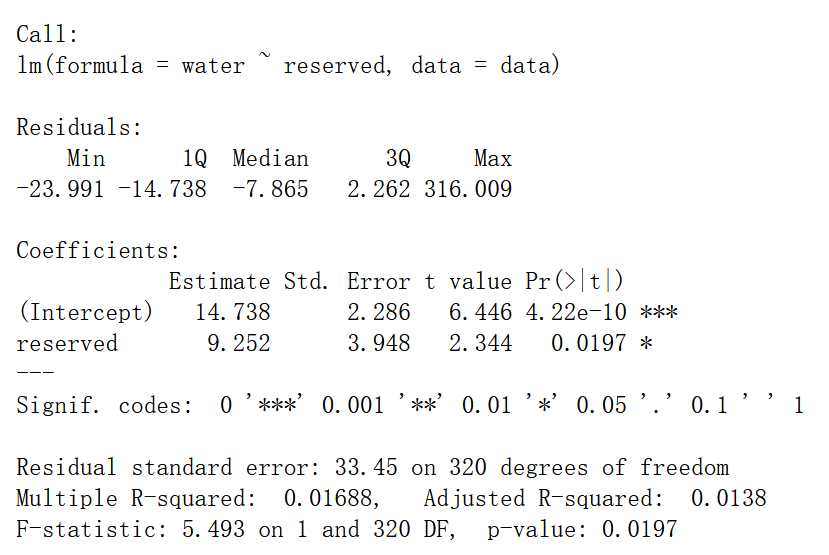 Call:
lm(formula = water ~ reserved, data = data)
Residuals:
    Min      1Q  Median      3Q     Max
-23.991 -14.738  -7.865   2.262 316.009
Coefficients:
            Estimate Std. Error t value Pr(>|t|)
(Intercept)   14.738      2.286   6.446 4.22e-10 ***
reserved       9.252      3.948   2.344   0.0197 *
---
Signif. codes:  0 '***' 0.001 '**' 0.01 '*' 0.05 '.' 0.1 ' ' 1
Residual standard error: 33.45 on 320 degrees of freedom
Multiple R-squared:  0.01688,   Adjusted R-squared:  0.0138
F-statistic: 5.493 on 1 and 320 DF,  p-value: 0.0197